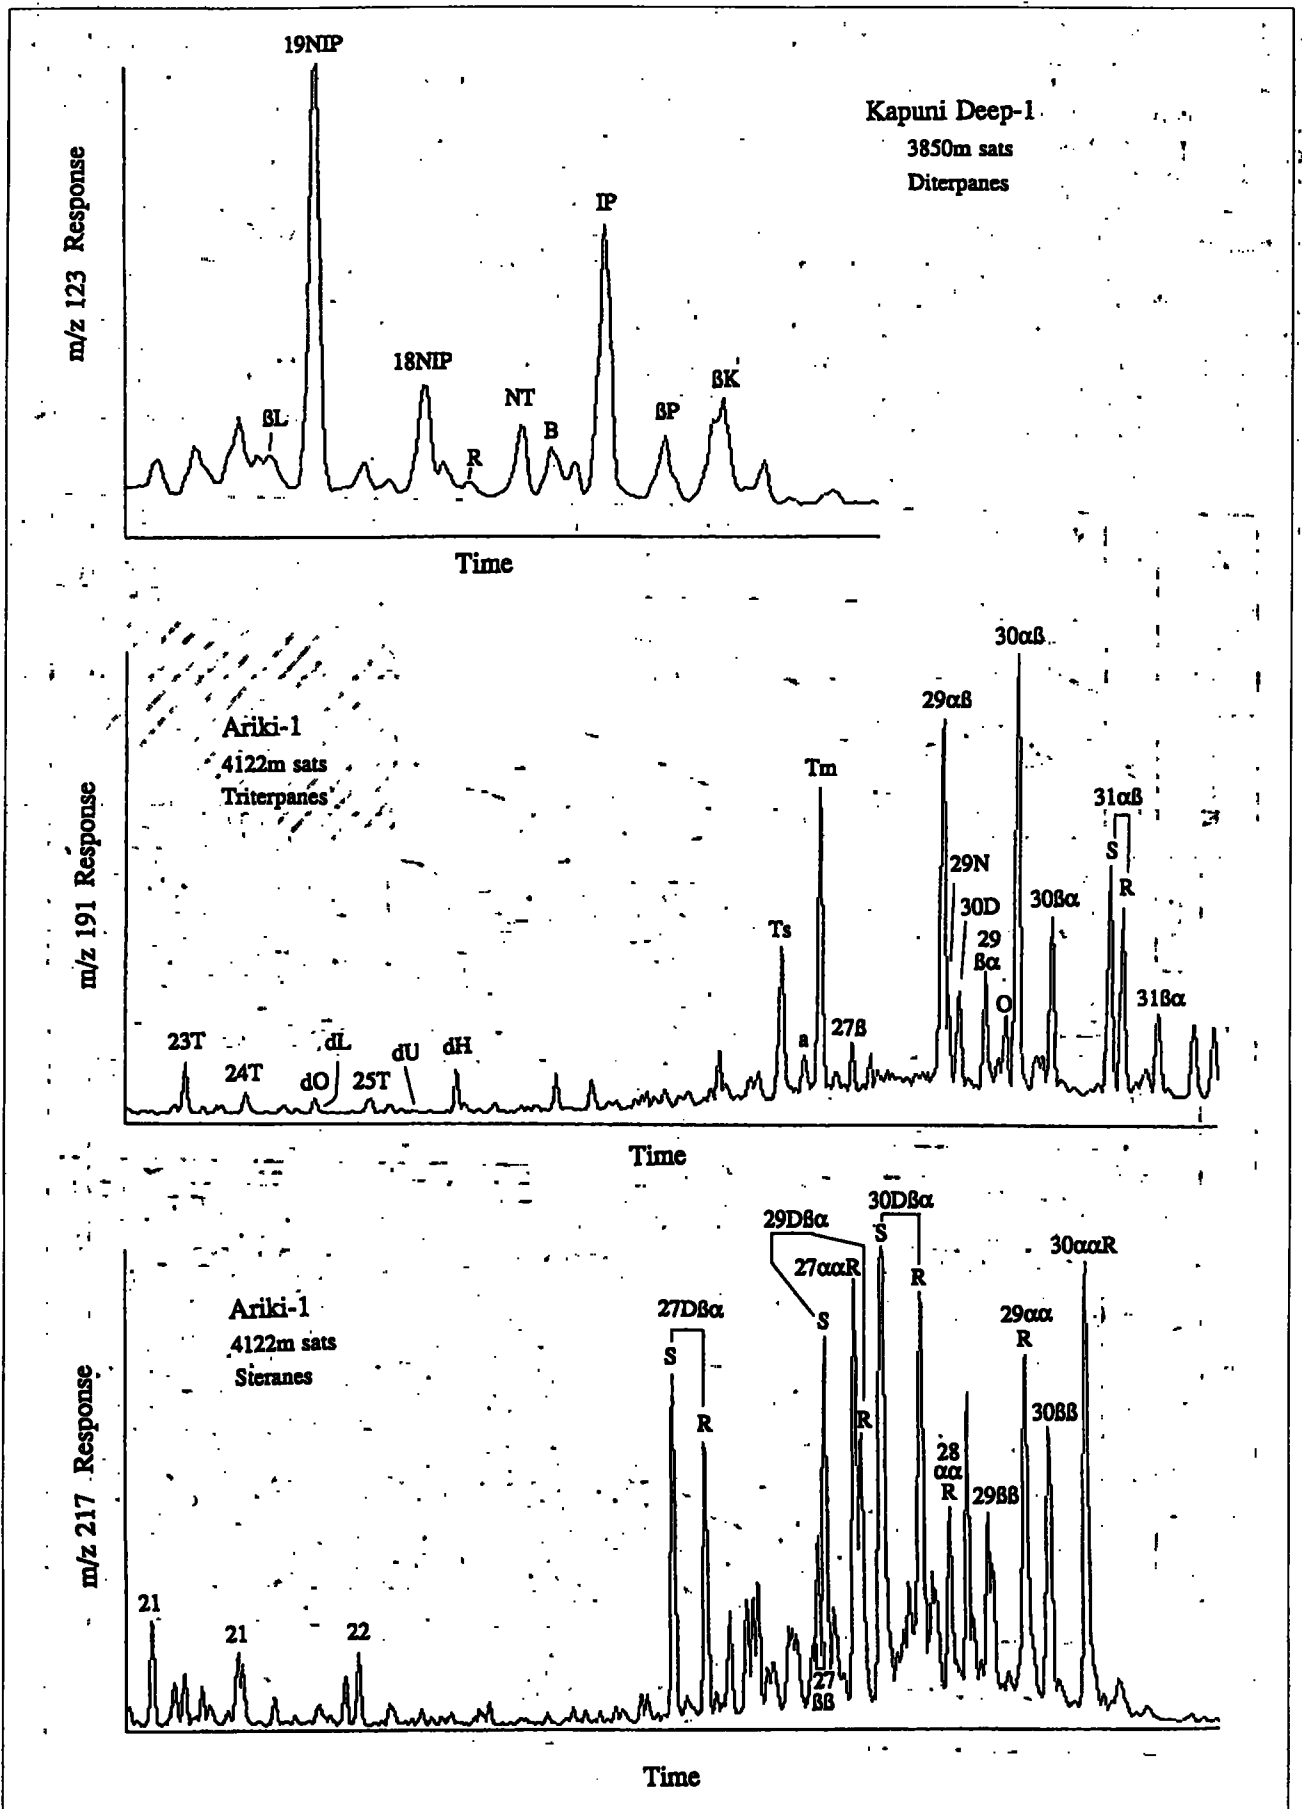 19NIP
Kapuni Deep-1
3850m sats
Diterpanes
m/z 123 Response
IP
18NIP
NT
ßL
B
R
ßP
ßK
Time
30αß
29αß
Ariki-1
4122m sats
Triterpanes
m/z 191 Response
Tm
31αß
S
R
29N
30D
30ßα
29
ßα
O
Ts
a
27ß
31ßα
23T
24T
dO
dL
25T
dU
dH
Time
30Dßα
S
R
29Dßα
S
R
27ααR
30ααR
Ariki-1
4122m sats
Steranes
m/z 217 Response
27Dßα
S
R
29αα
R
30ßß
28
αα
R
29ßß
21
21
22
27
ßß
Time